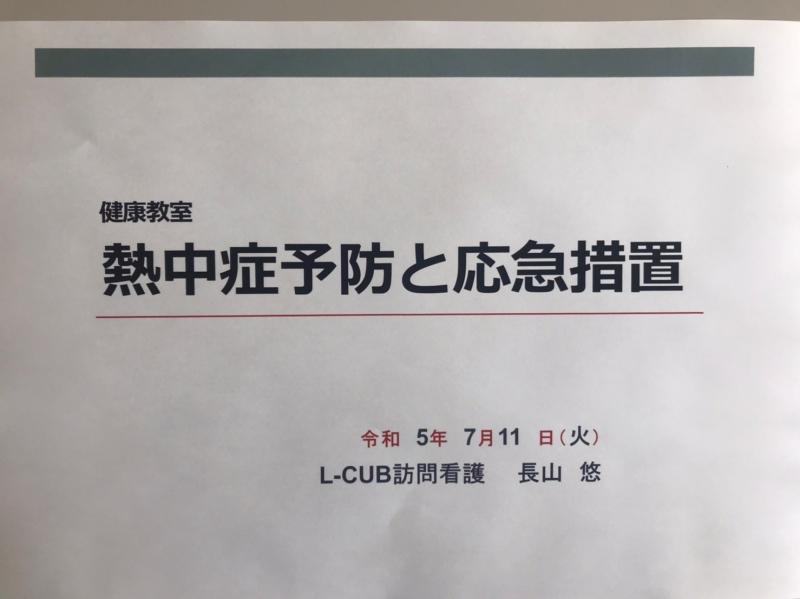 健康教室
熱中症予防と応急措置
令和 5年 7月11 日(火)
L-CUB訪問看護 長山 悠